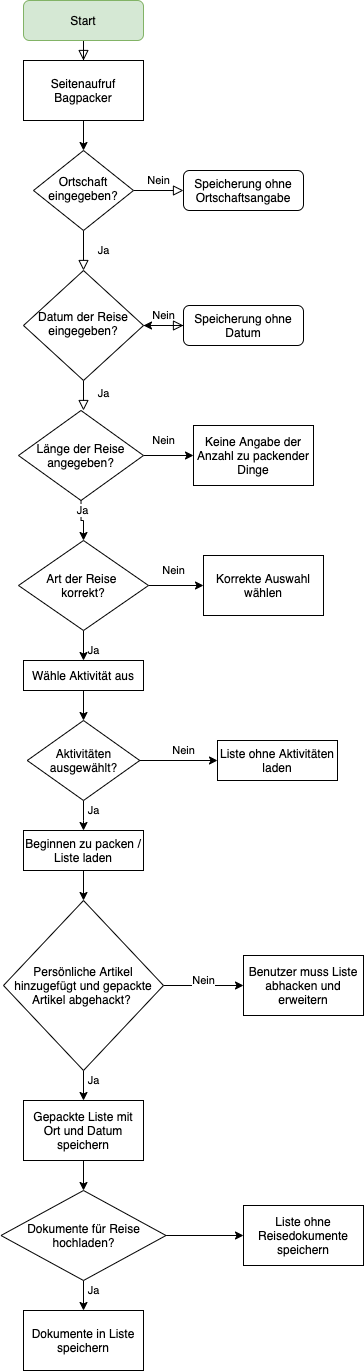 Start
Seitenaufruf
Bagpacker
Ortschaft
eingegeben?
Nein
Speicherung ohne
Ortschaftsangabe
Ja
Datum der Reise
eingegeben?
Nein
Speicherung ohne
Datum
Ja
Länge der Reise
angegeben?
Nein
Keine Angabe der
Anzahl zu packender
Dinge
Ja
Art der Reise
korrekt?
Nein
Korrekte Auswahl
wählen
Ja
Wähle Aktivität aus
Aktivitäten
ausgewählt?
Nein
Liste ohne Aktivitäten
laden
Ja
Beginnen zu packen /
Liste laden
Persönliche Artikel
hinzugefügt und gepackte
Artikel abgehackt?
Nein
Benutzer muss Liste
abhacken und
erweitern
Ja
Gepackte Liste mit
Ort und Datum
speichern
Dokumente für Reise
hochladen?
Liste ohne
Reisedokumente
speichern
Ja
Dokumente in Liste
speichern